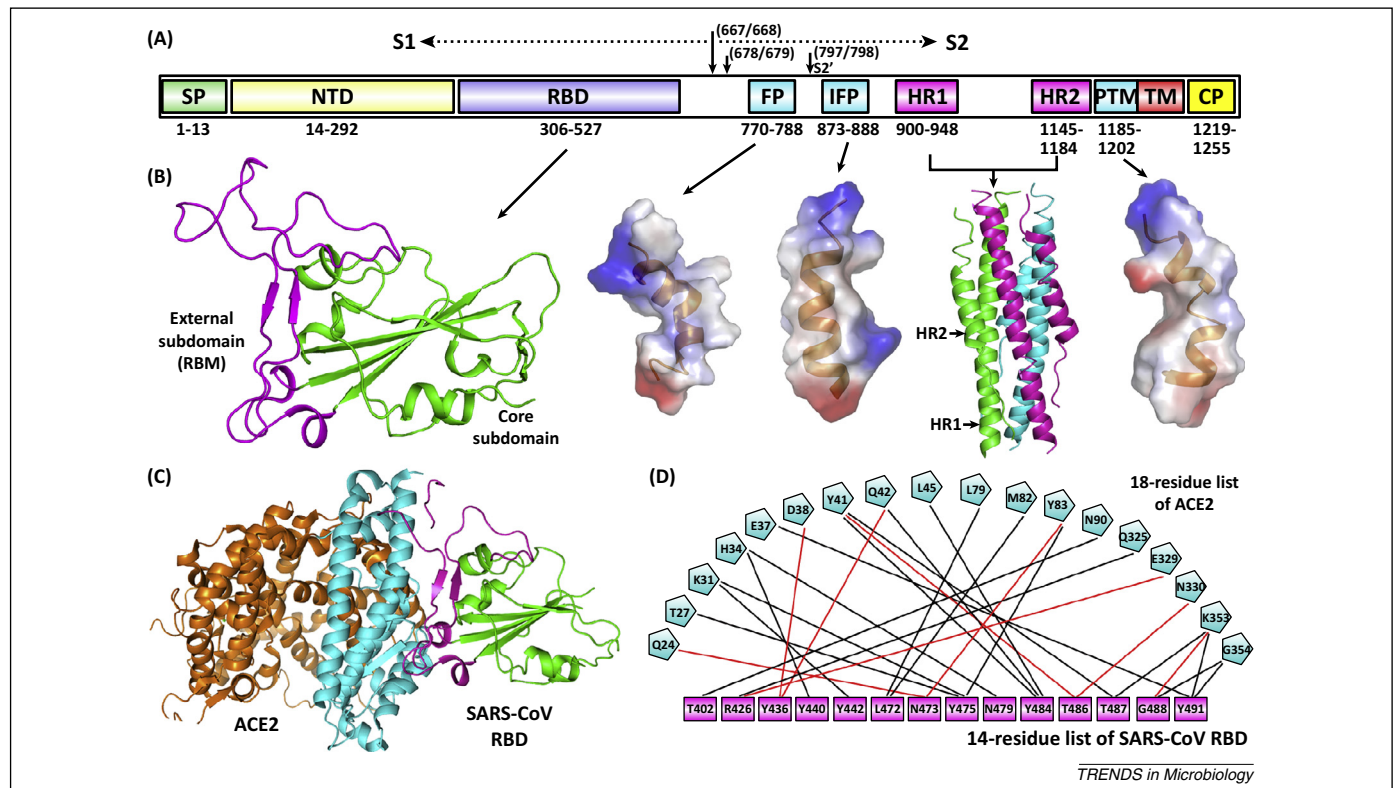 (A)
S1
S2
(667/668)
(678/679)
(797/798)
S2'
SP
NTD
RBD
FP
IFP
HR1
HR2
PTM
TM
CP
1-13
14-292
306-527
770-788
873-888
900-948
1145-
1184
1185-
1202
1219-
1255
(B)
External
subdomain
(RBM)
Core
subdomain
HR2
HR1
(C)
ACE2
SARS-CoV
RBD
(D)
18-residue list
of ACE2
Q24
T27
K31
H34
E37
D38
Y41
Q42
L45
L79
M82
Y83
N90
Q325
E329
N330
K353
G354
T402 R426 Y436 Y440 Y442 L472 N473 Y475 N479 Y484 T486 T487 G488 Y491
14-residue list of SARS-CoV RBD
TRENDS in Microbiology